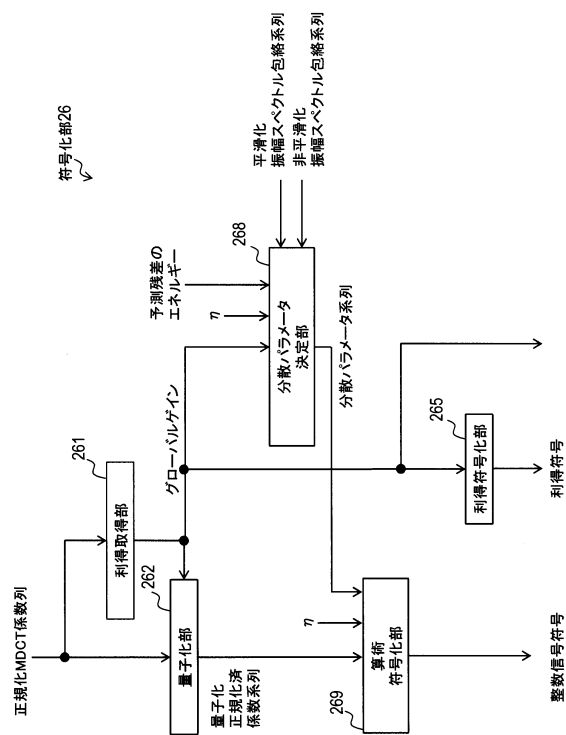 符号化部26
正規化MDCT係数列
261
利得取得部
262
量子化部
グローバルゲイン
予測残差の
エネルギー
η
平滑化
振幅スペクトル包絡系列
非平滑化
振幅スペクトル包絡系列
268
分散パラメータ
決定部
分散パラメータ系列
量子化
正規化済
係数系列
η
269
算術
符号化部
265
利得符号化部
整数信号符号
利得符号